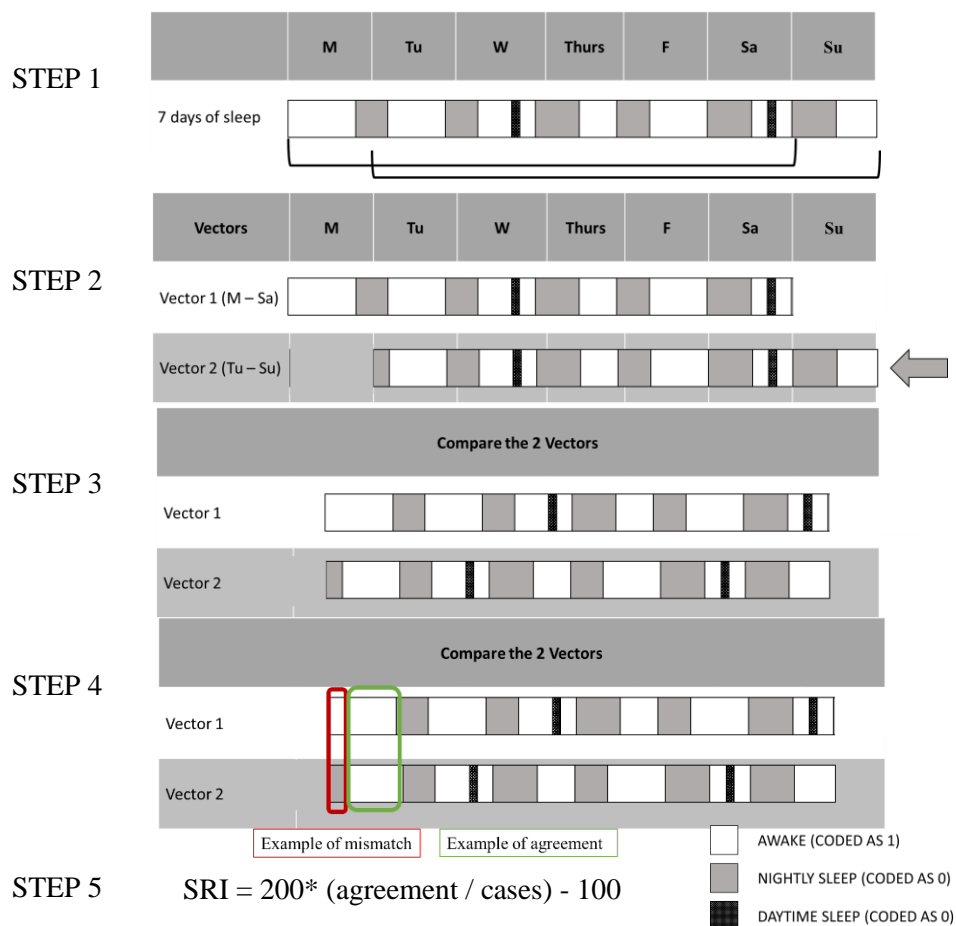 M Tu W Thurs F Sa Su
STEP 1
7 days of sleep
Vectors M Tu W Thurs F Sa Su
STEP 2
Vector 1 (M – Sa)
Vector 2 (Tu – Su)
Compare the 2 Vectors
STEP 3
Vector 1
Vector 2
Compare the 2 Vectors
STEP 4
Vector 1
Vector 2
Example of mismatch
Example of agreement
AWAKE (CODED AS 1)
STEP 5
SRI = 200* (agreement / cases) - 100
NIGHTLY SLEEP (CODED AS 0)
DAYTIME SLEEP (CODED AS 0)